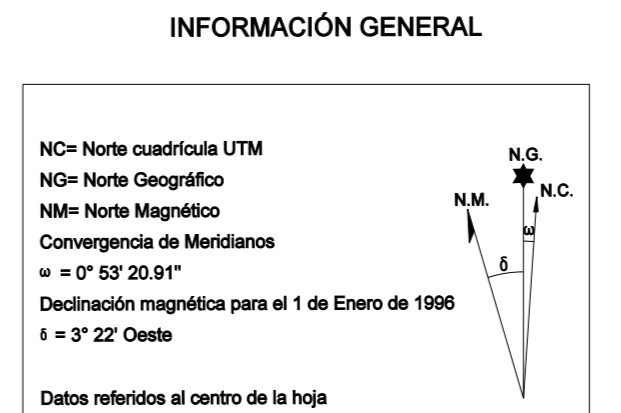 INFORMACIÓN GENERAL
NC= Norte cuadrícula UTM
NG= Norte Geográfico
NM= Norte Magnético
Convergencia de Meridianos
ω = 0° 53' 20.91"
Declinación magnética para el 1 de Enero de 1996
δ = 3° 22' Oeste
Datos referidos al centro de la hoja
N.G.
N.M.
N.C.
ω
δ